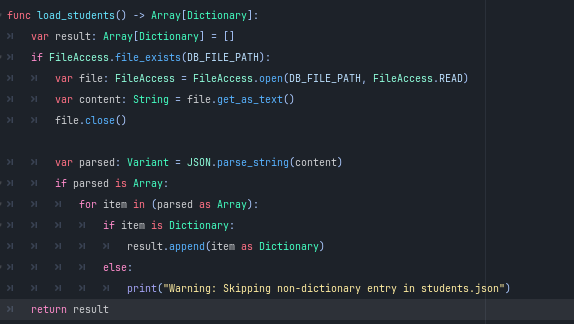 func load_students() -> Array[Dictionary]:
var result: Array[Dictionary] = []
if FileAccess.file_exists(DB_FILE_PATH):
var file: FileAccess = FileAccess.open(DB_FILE_PATH, FileAccess.READ)
var content: String = file.get_as_text()
file.close()
var parsed: Variant = JSON.parse_string(content)
if parsed is Array:
for item in (parsed as Array):
if item is Dictionary:
result.append(item as Dictionary)
else:
print("Warning: Skipping non-dictionary entry in students.json")
return result